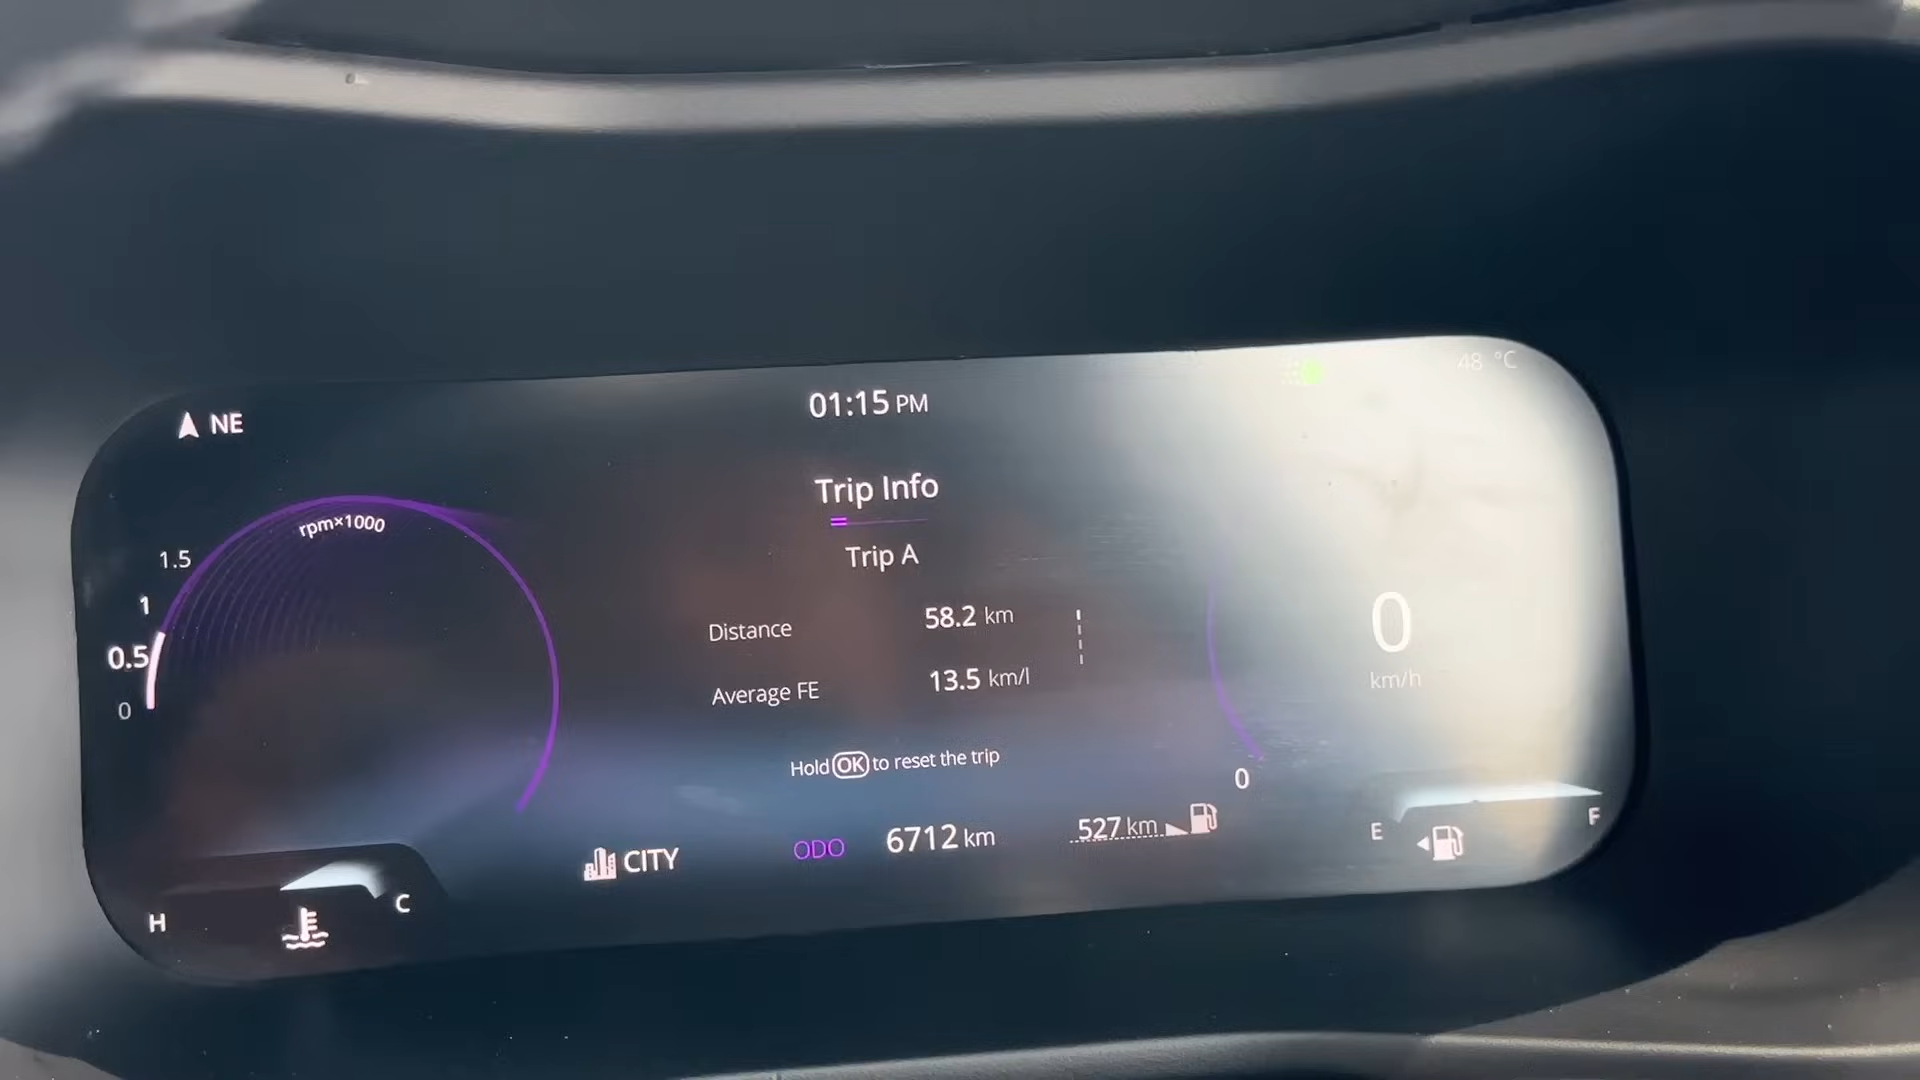 NE
01:15 PM
48 °C
Trip Info
Trip A
rpm×1000
1.5
1
0.5
0
Distance 58.2 km
Average FE 13.5 km/l
Hold OK to reset the trip
0
km/h
0
CITY
ODO 6712 km
527 km
E
F
H
C